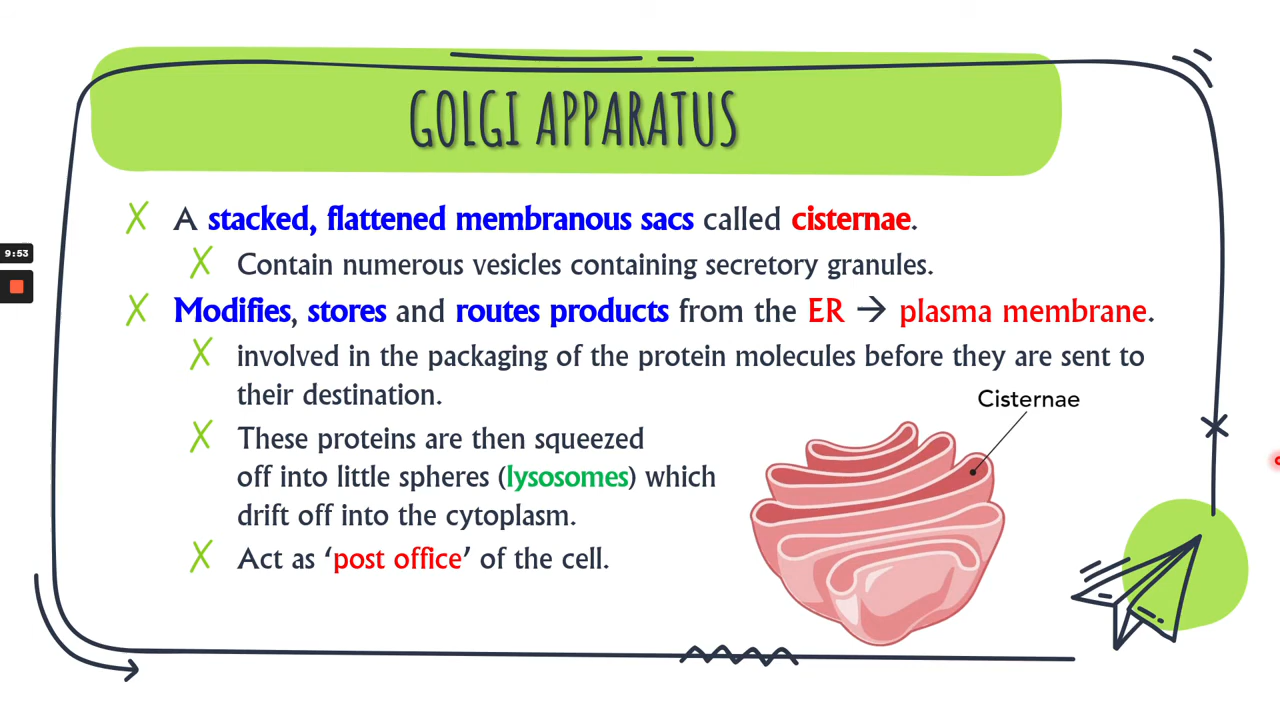 GOLGI APPARATUS
A stacked, flattened membranous sacs called cisternae.
Contain numerous vesicles containing secretory granules.
9:53
Modifies, stores and routes products from the ER → plasma membrane.
involved in the packaging of the protein molecules before they are sent to
their destination.
Cisternae
These proteins are then squeezed
off into little spheres (lysosomes) which
drift off into the cytoplasm.
Act as ‘post office’ of the cell.